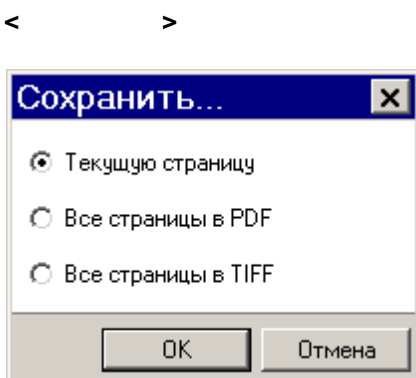 < >
Сохранить...
Текущую страницу
Все страницы в PDF
Все страницы в TIFF
OK Отмена